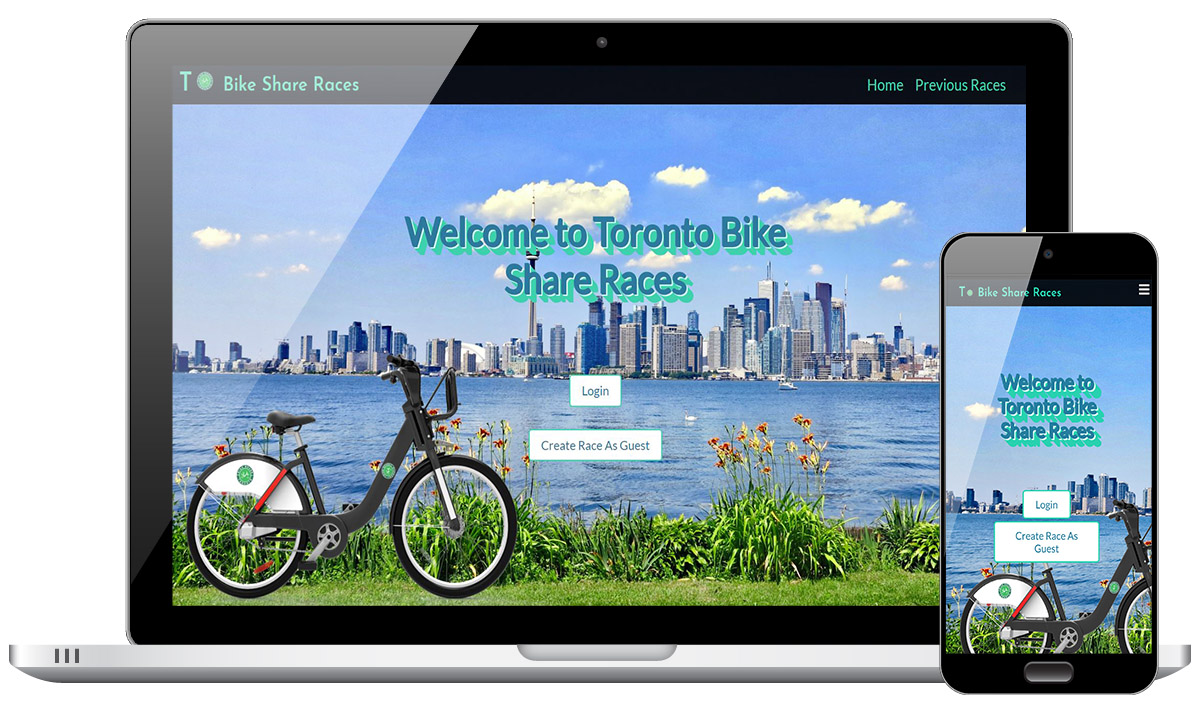 T Bike Share Races
Home Previous Races
Welcome to Toronto Bike
Share Races
Login
Create Race As Guest
T Bike Share Races
Welcome to
Toronto Bike
Share Races
Login
Create Race As
Guest